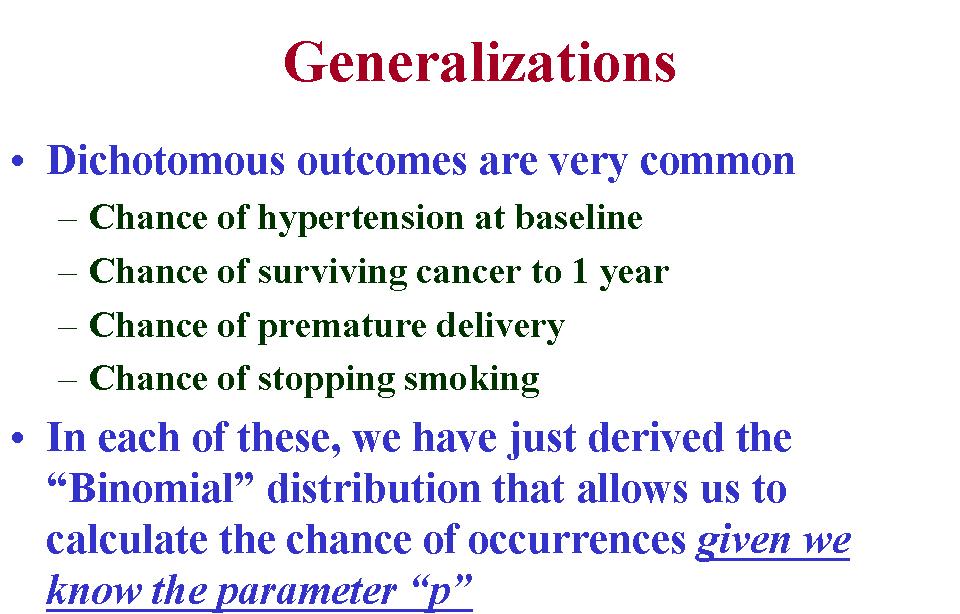 Generalizations
• Dichotomous outcomes are very common
– Chance of hypertension at baseline
– Chance of surviving cancer to 1 year
– Chance of premature delivery
– Chance of stopping smoking
• In each of these, we have just derived the
“Binomial” distribution that allows us to
calculate the chance of occurrences given we
know the parameter “p”